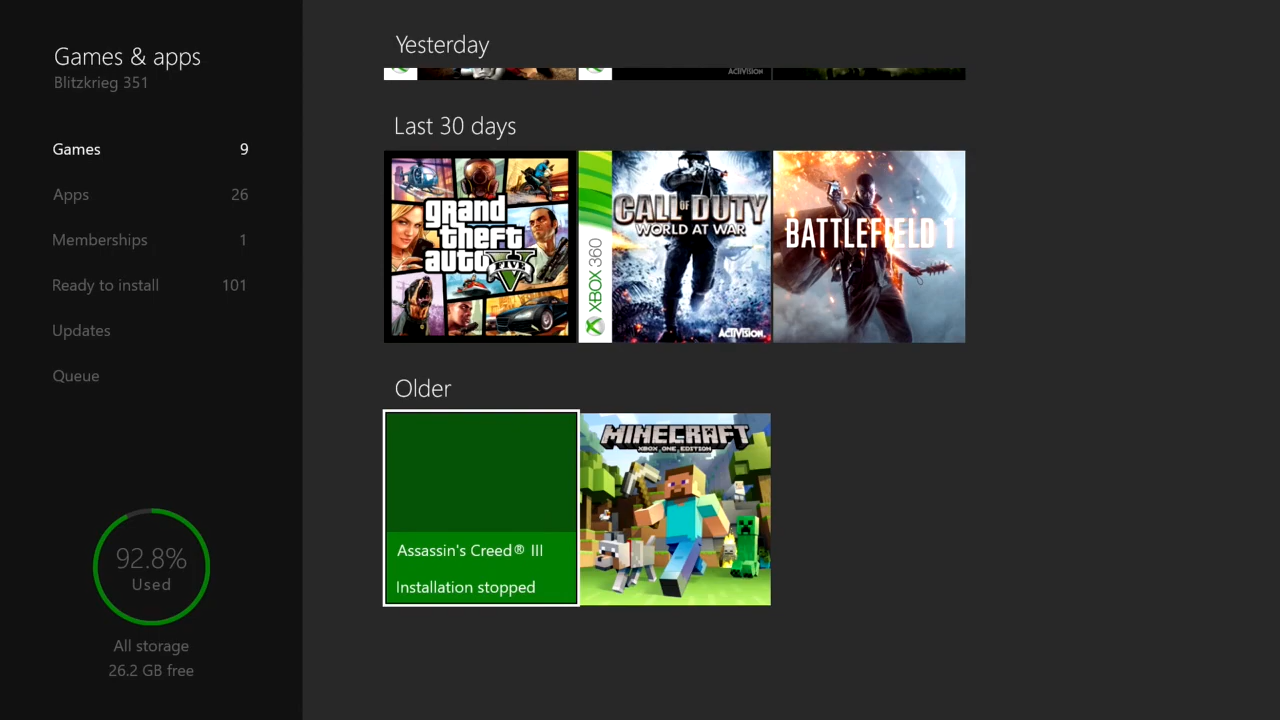 Games & apps
Blitzkrieg 351
Games 9
Apps 26
Memberships 1
Ready to install 101
Updates
Queue
92.8%
Used
All storage
26.2 GB free
Yesterday
ACTIVISION
Last 30 days
grand
theft
auto
V
FIVE
XBOX 360
CALL OF DUTY
WORLD AT WAR
ACTIVISION
BATTLEFIELD 1
Older
Assassin's Creed® III
Installation stopped
MINECRAFT
XBOX ONE EDITION